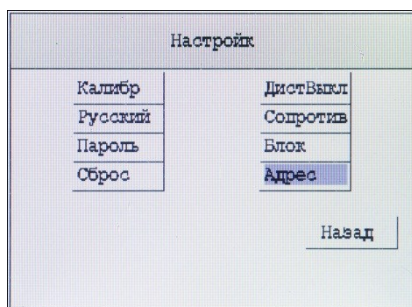 Настройк
Калибр
Русский
Пароль
Сброс
ДистВыкл
Сопротив
Блок
Адрес
Назад